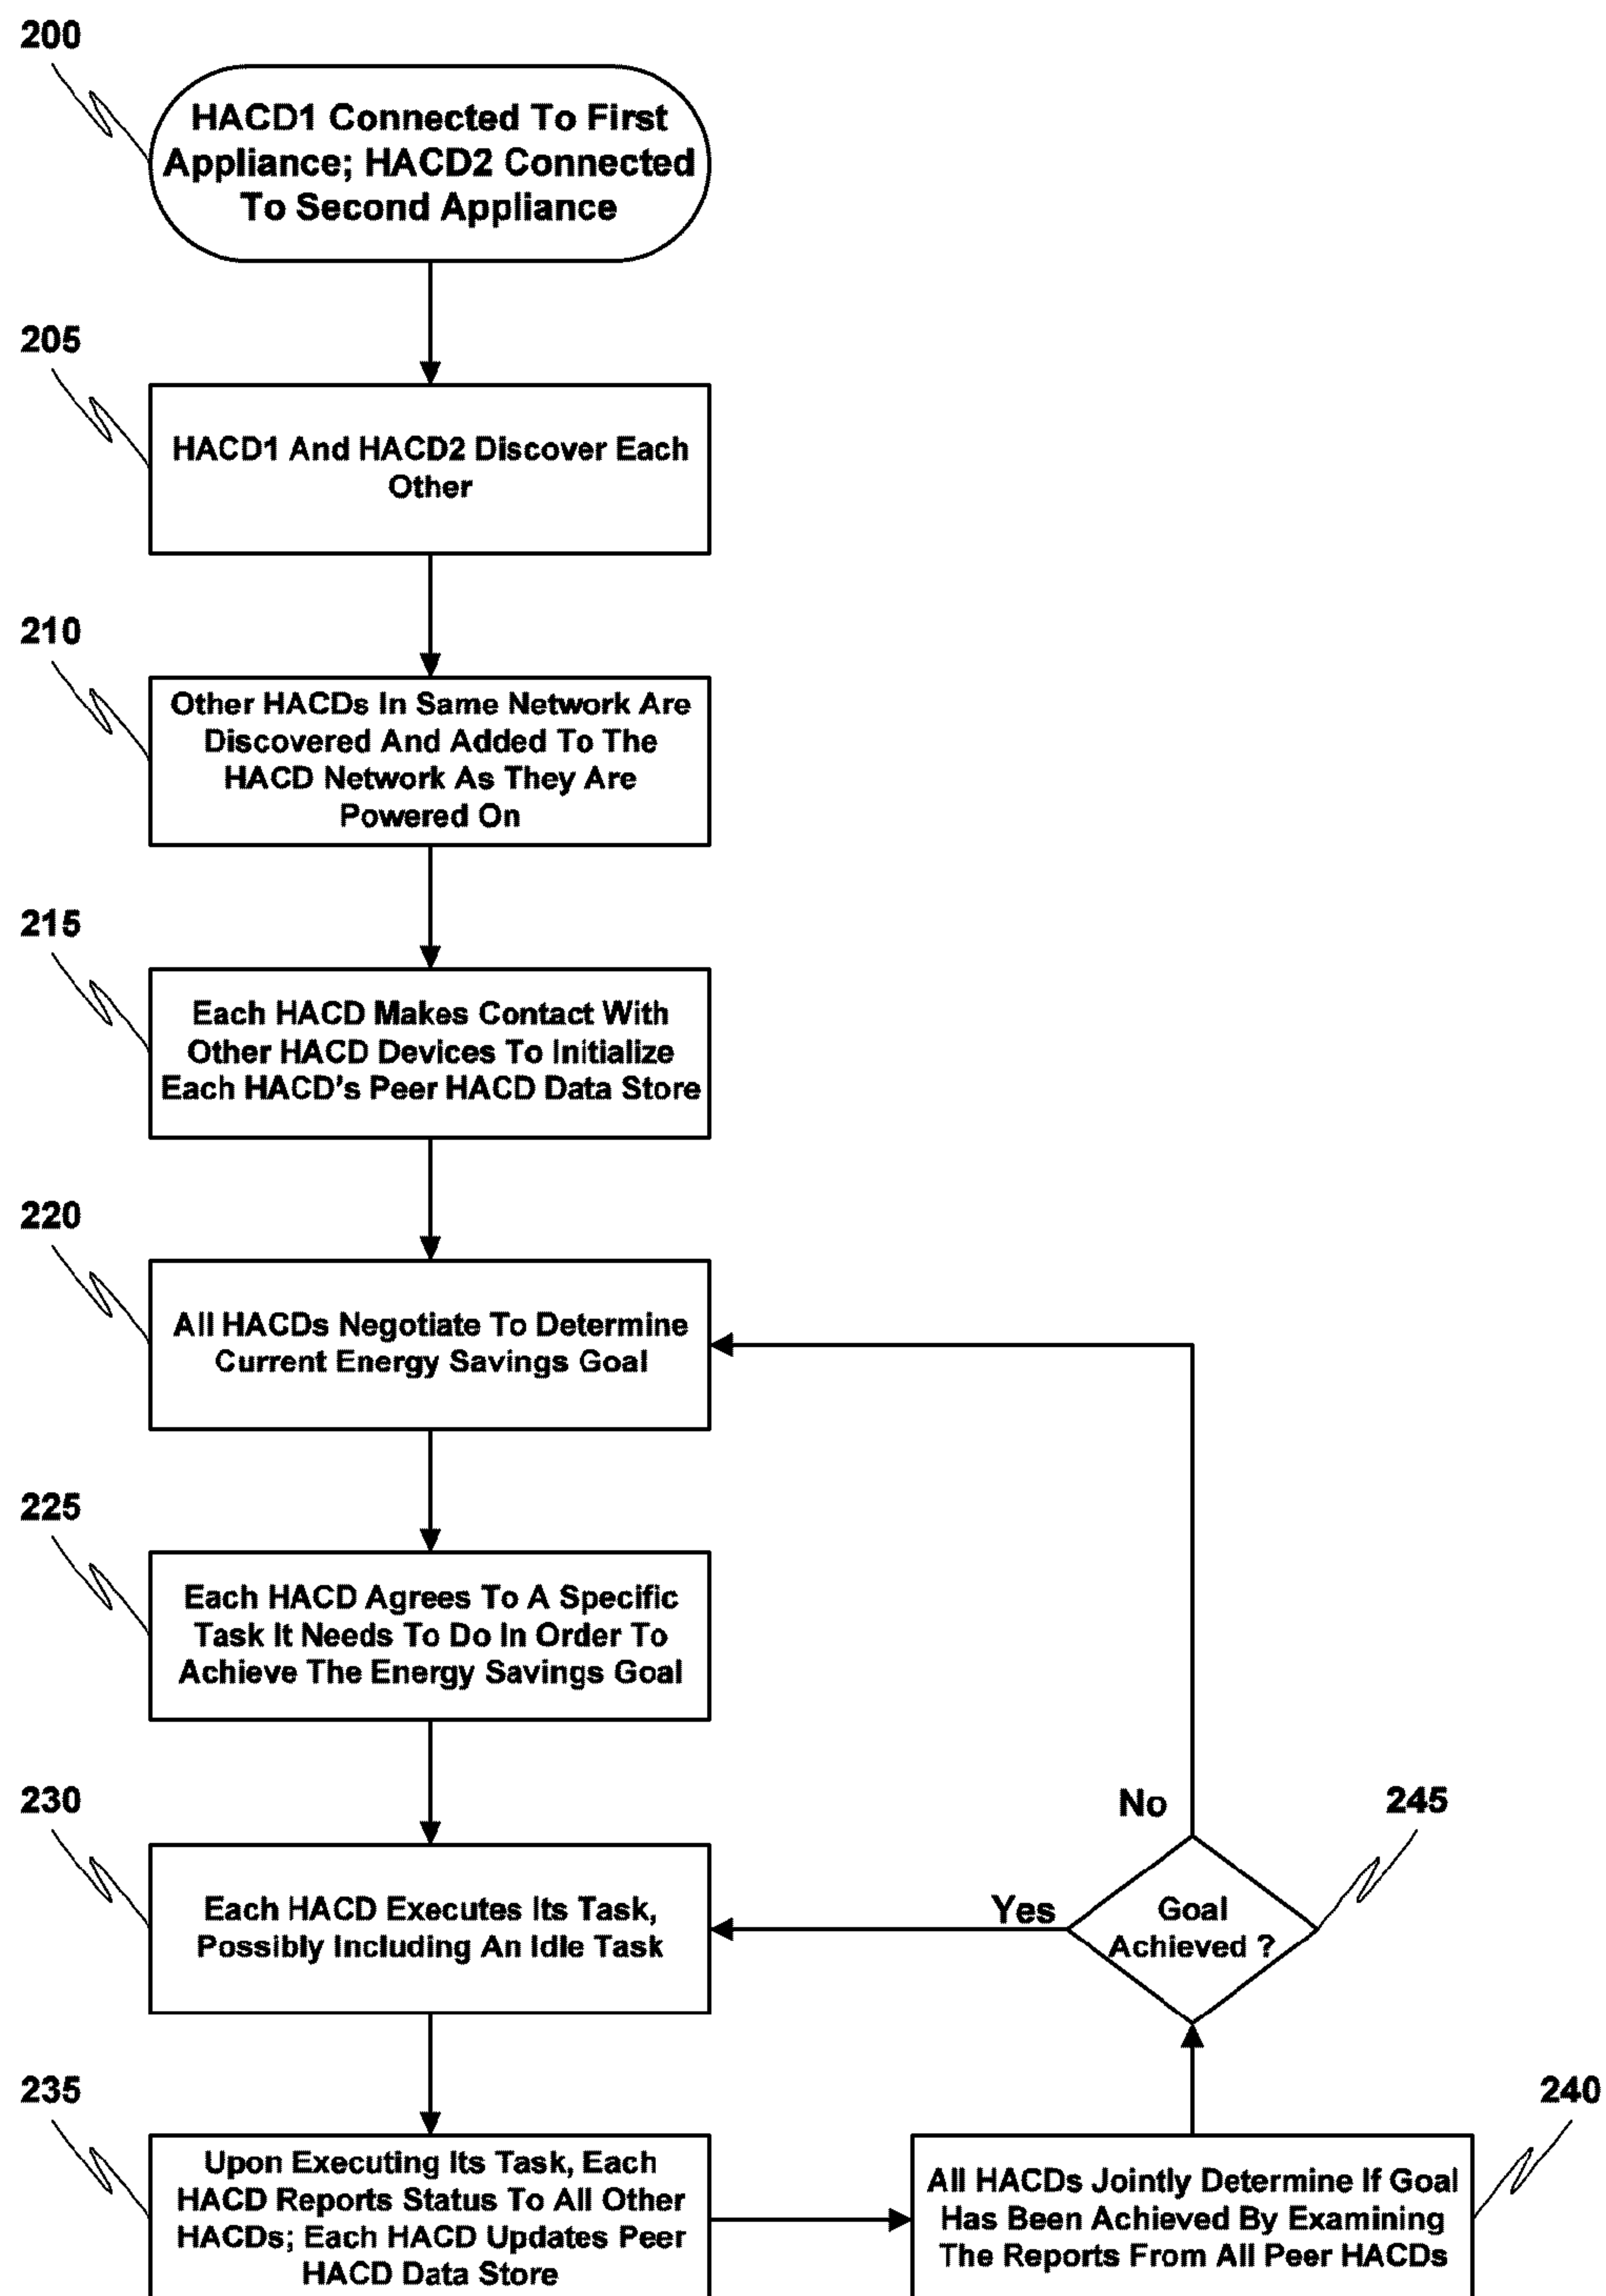 200
HACD1 Connected To First
Appliance; HACD2 Connected
To Second Appliance
205
HACD1 And HACD2 Discover Each
Other
210
Other HACDs In Same Network Are
Discovered And Added To The
HACD Network As They Are
Powered On
215
Each HACD Makes Contact With
Other HACD Devices To Initialize
Each HACD's Peer HACD Data Store
220
All HACDs Negotiate To Determine
Current Energy Savings Goal
225
Each HACD Agrees To A Specific
Task It Needs To Do In Order To
Achieve The Energy Savings Goal
230
Each HACD Executes Its Task,
Possibly Including An Idle Task
No
245
Yes
Goal
Achieved ?
235
Upon Executing Its Task, Each
HACD Reports Status To All Other
HACDs; Each HACD Updates Peer
HACD Data Store
240
All HACDs Jointly Determine If Goal
Has Been Achieved By Examining
The Reports From All Peer HACDs